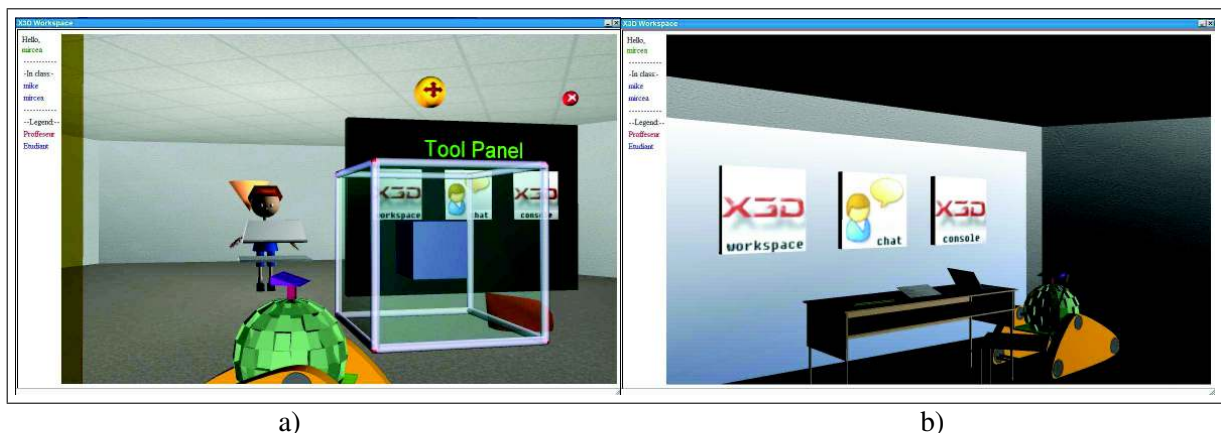 X3D Workspace
Hello,
mircea
-----------
-In class:-
mike
mircea
-----------
--Legend:--
Proffeseur
Etudiant
Tool Panel
X3D
workspace
chat
X3D
console
X3D Workspace
Hello,
mircea
-----------
-In class:-
mike
mircea
-----------
--Legend:--
Proffeseur
Etudiant
X3D
workspace
chat
X3D
console
a)
b)